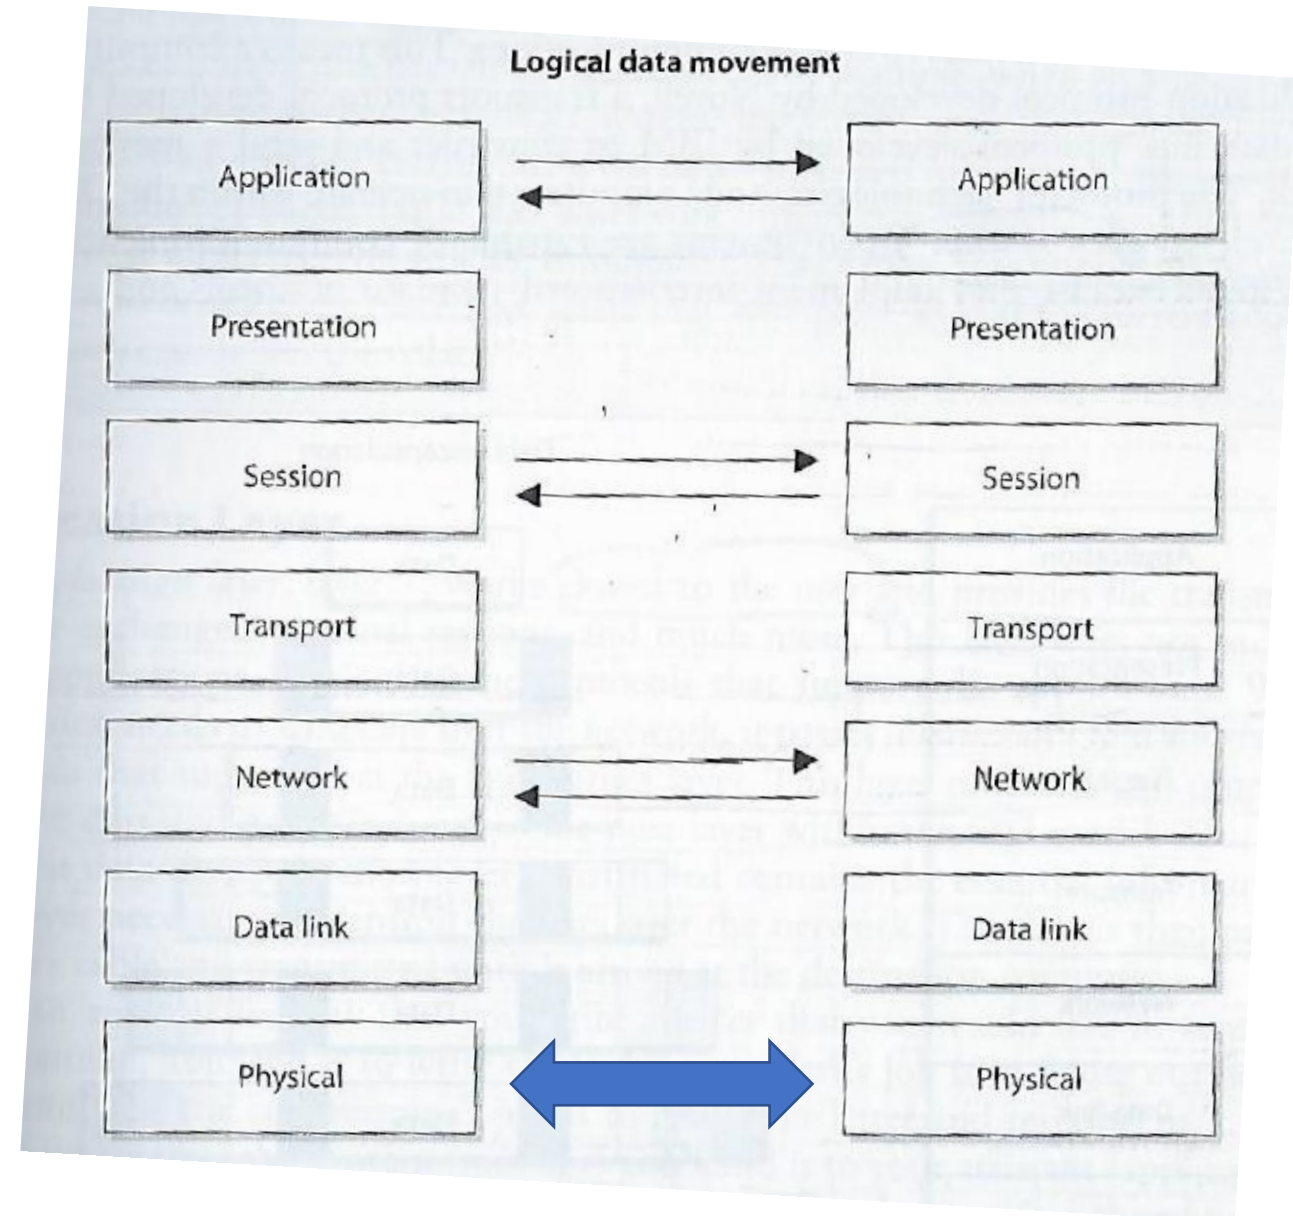 Logical data movement
Application
Application
Presentation
Presentation
Session
Session
Transport
Transport
Network
Network
Data link
Data link
Physical
Physical